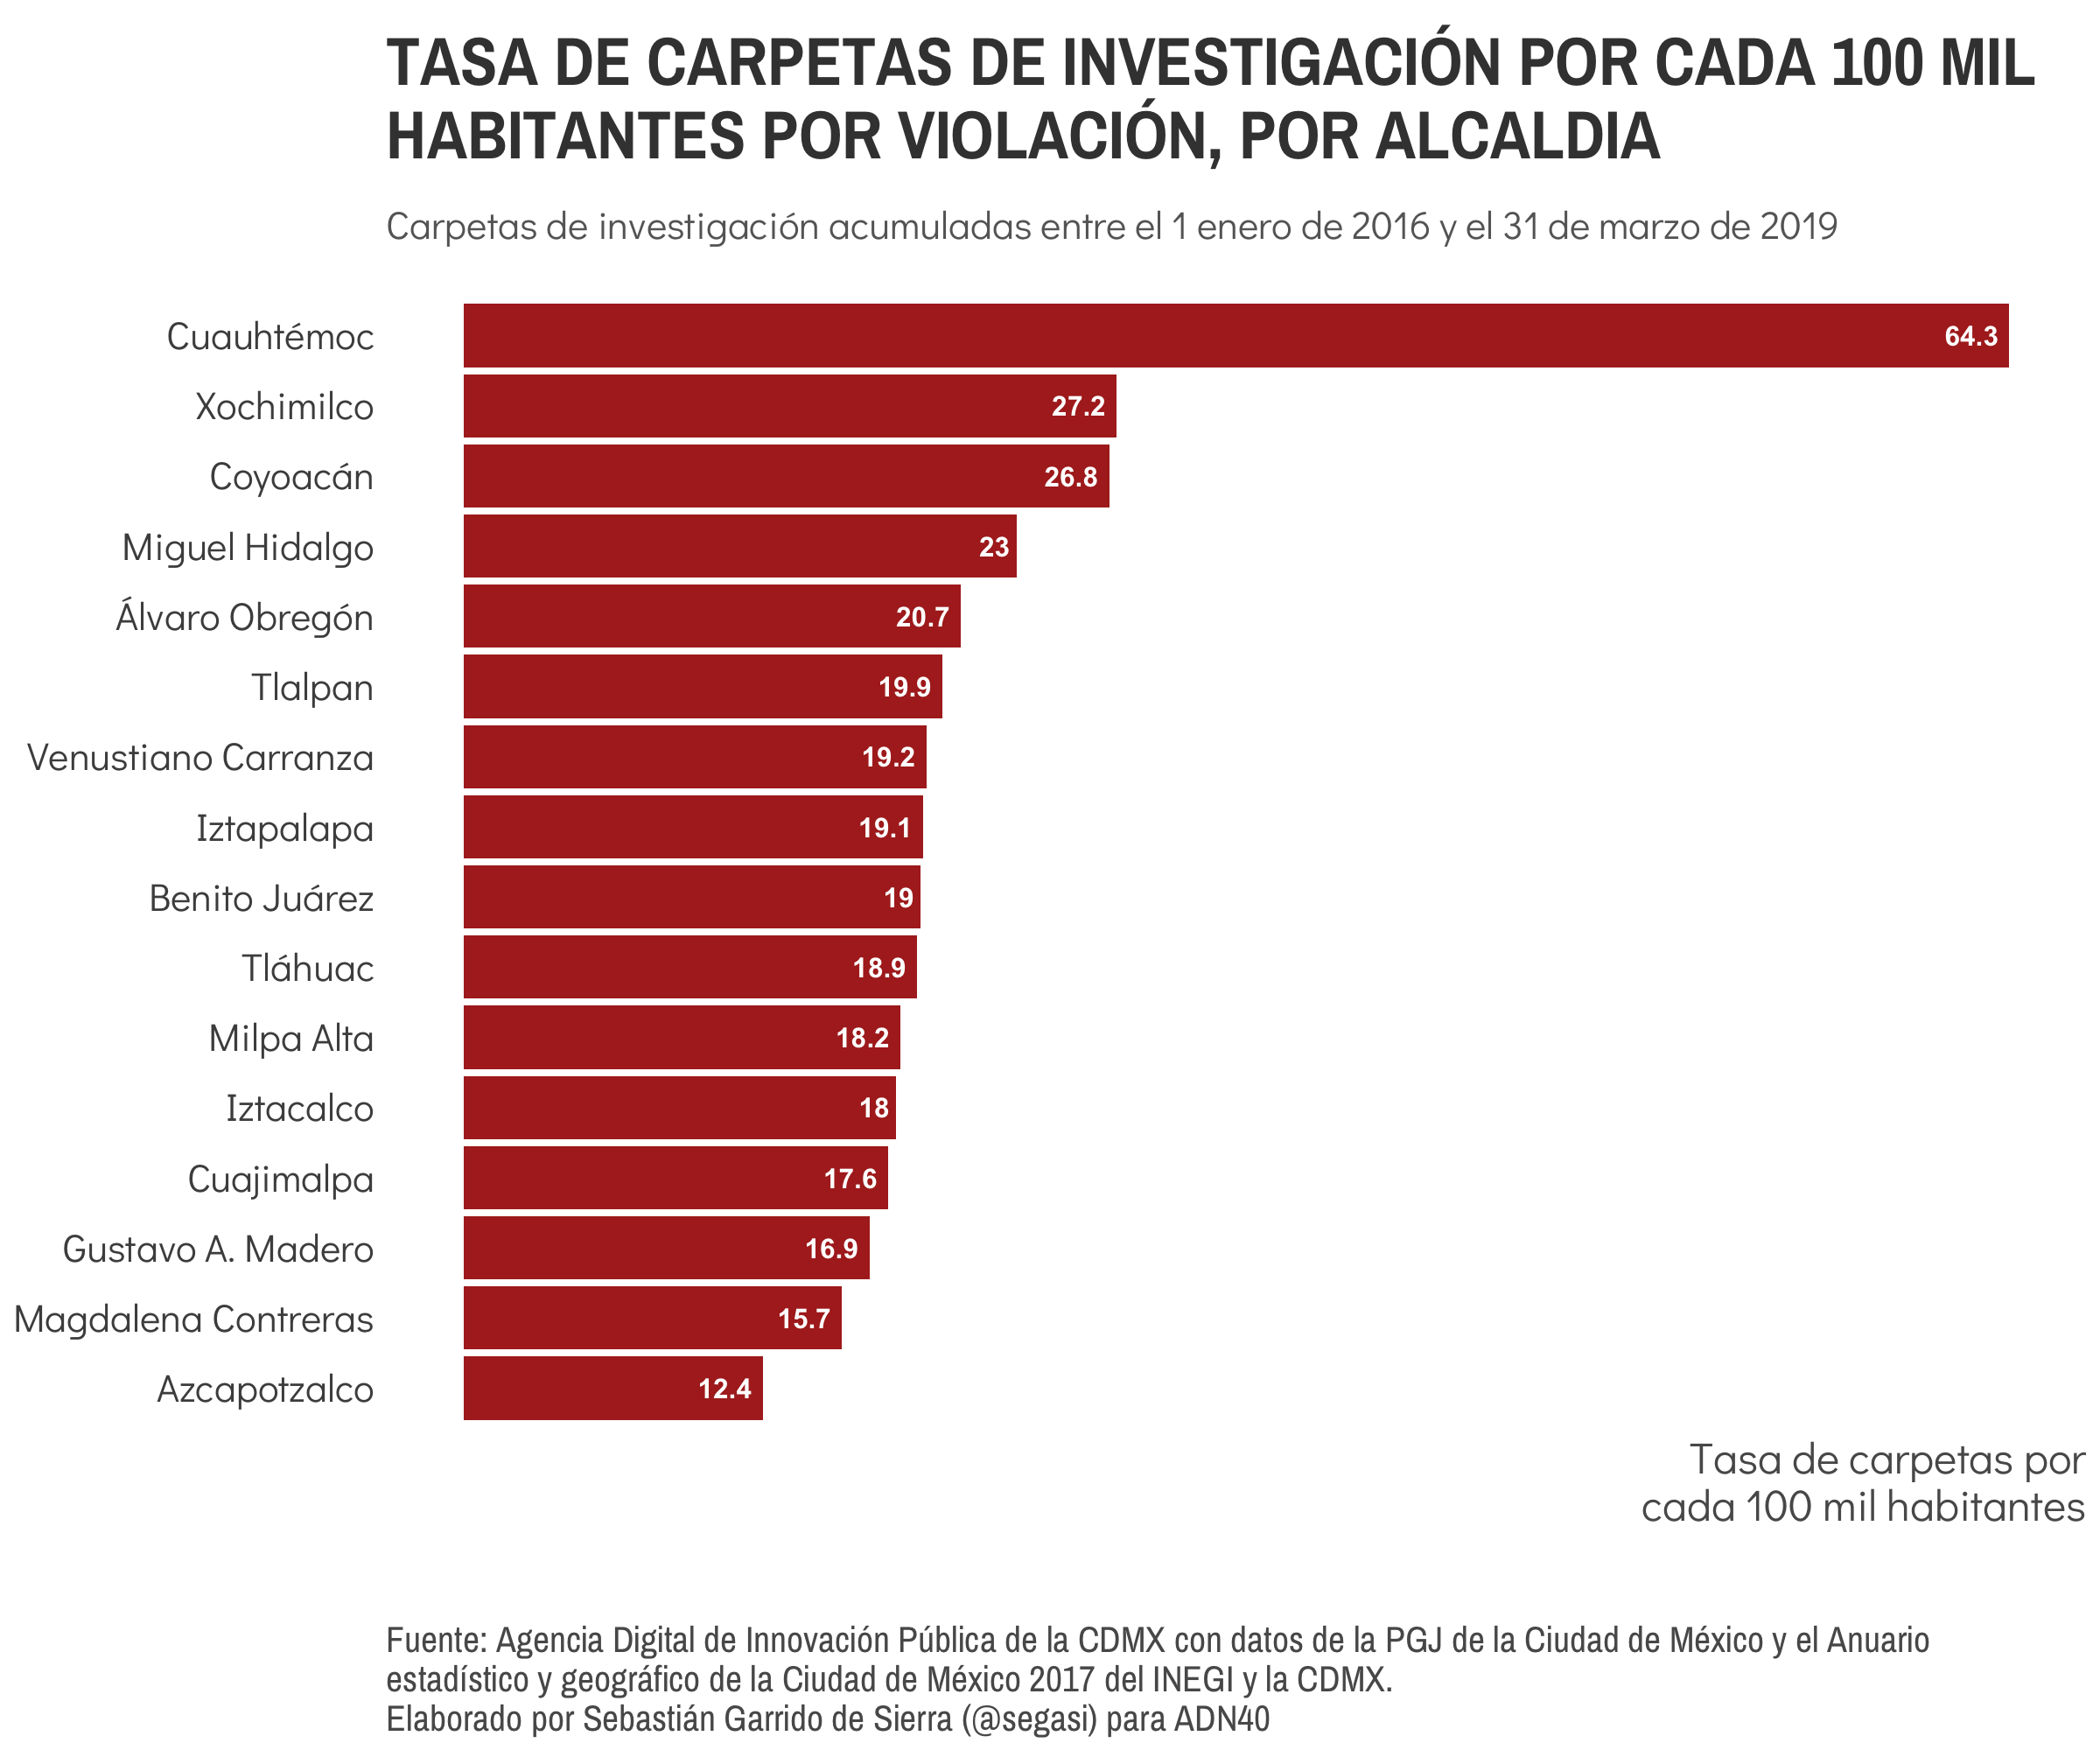 TASA DE CARPETAS DE INVESTIGACIÓN POR CADA 100 MIL
HABITANTES POR VIOLACIÓN, POR ALCALDIA
Carpetas de investigación acumuladas entre el 1 enero de 2016 y el 31 de marzo de 2019
Cuauhtémoc 64.3
Xochimilco 27.2
Coyoacán 26.8
Miguel Hidalgo 23
Álvaro Obregón 20.7
Tlalpan 19.9
Venustiano Carranza 19.2
Iztapalapa 19.1
Benito Juárez 19
Tláhuac 18.9
Milpa Alta 18.2
Iztacalco 18
Cuajimalpa 17.6
Gustavo A. Madero 16.9
Magdalena Contreras 15.7
Azcapotzalco 12.4
Tasa de carpetas por
cada 100 mil habitantes
Fuente: Agencia Digital de Innovación Pública de la CDMX con datos de la PGJ de la Ciudad de México y el Anuario
estadístico y geográfico de la Ciudad de México 2017 del INEGI y la CDMX.
Elaborado por Sebastián Garrido de Sierra (@segasi) para ADN40